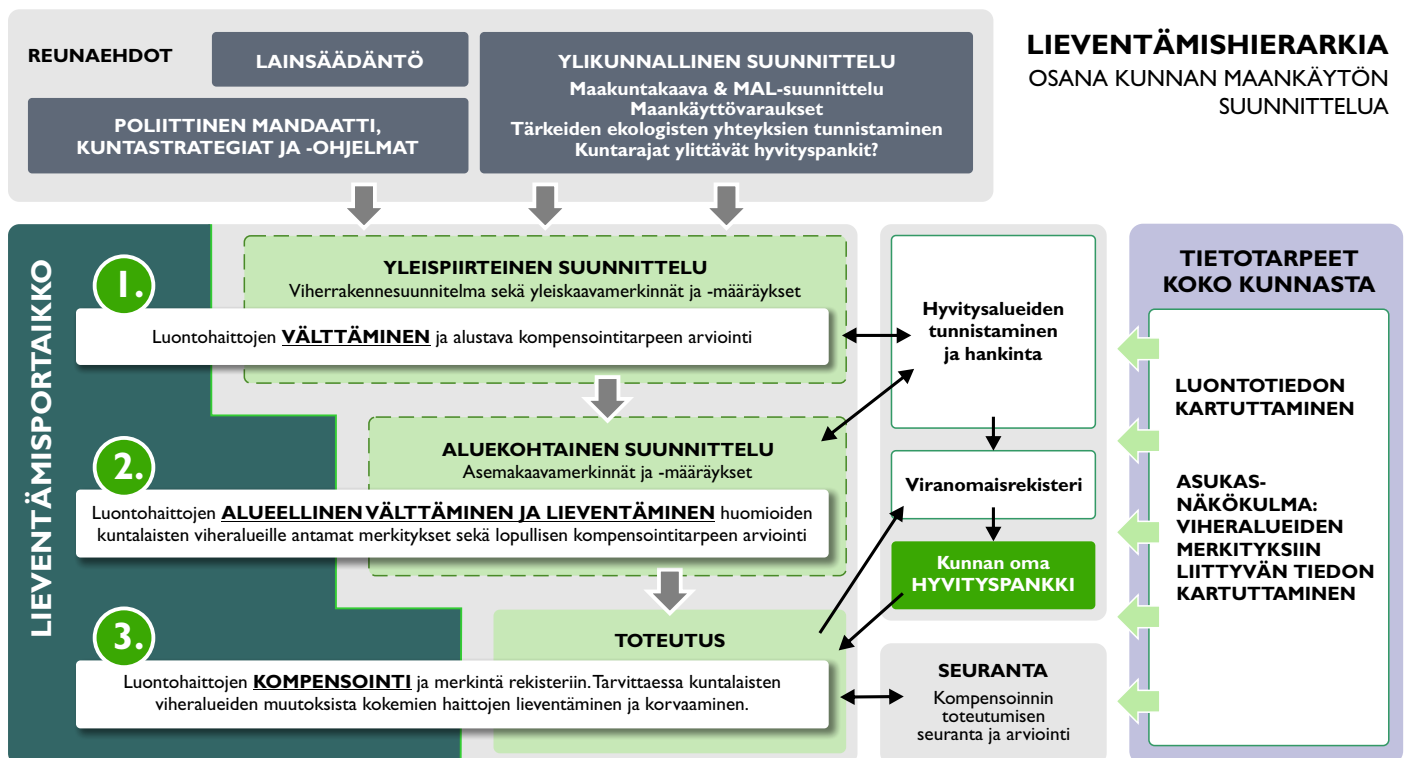 REUNAEHDOT
LAINSÄÄDÄNTÖ
POLIITTINEN MANDAATTI,
KUNTASTRATEGIAT JA -OHJELMAT
YLIKUNNALLINEN SUUNNITTELU
Maakuntakaava & MAL-suunnittelu
Maankäyttövaraukset
Tärkeiden ekologisten yhteyksien tunnistaminen
Kuntarajat ylittävät hyvityspankit?
LIEVENTÄMISHIERARKIA
OSANA KUNNAN MAANKÄYTÖN
SUUNNITTELUA
LIEVENTÄMISPORTAIKKO
1.
YLEISPIIRTEINEN SUUNNITTELU
Viherrakennesuunnitelma sekä yleiskaavamerkinnät ja -määräykset
Luontohaittojen VÄLTTÄMINEN ja alustava kompensointitarpeen arviointi
2.
ALUEKOHTAINEN SUUNNITTELU
Asemakaavamerkinnät ja -määräykset
Luontohaittojen ALUEELLINEN VÄLTTÄMINEN JA LIEVENTÄMINEN huomioiden
kuntalaisten viheralueille antamat merkitykset sekä lopullisen kompensointitarpeen arviointi
3.
TOTEUTUS
Luontohaittojen KOMPENSOINTI ja merkintä rekisteriin. Tarvittaessa kuntalaisten
viheralueiden muutoksista kokemien haittojen lieventäminen ja korvaaminen.
Hyvitysalueiden
tunnistaminen
ja hankinta
Viranomaisrekisteri
Kunnan oma
HYVITYSPANKKI
SEURANTA
Kompensoinnin
toteutumisen
seuranta ja arviointi
TIETOTARPEET
KOKO KUNNASTA
LUONTOTIEDON
KARTUTTAMINEN
ASUKAS-
NÄKÖKULMA:
VIHERALUEIDEN
MERKITYKSIIN
LIITTYVÄN TIEDON
KARTUTTAMINEN